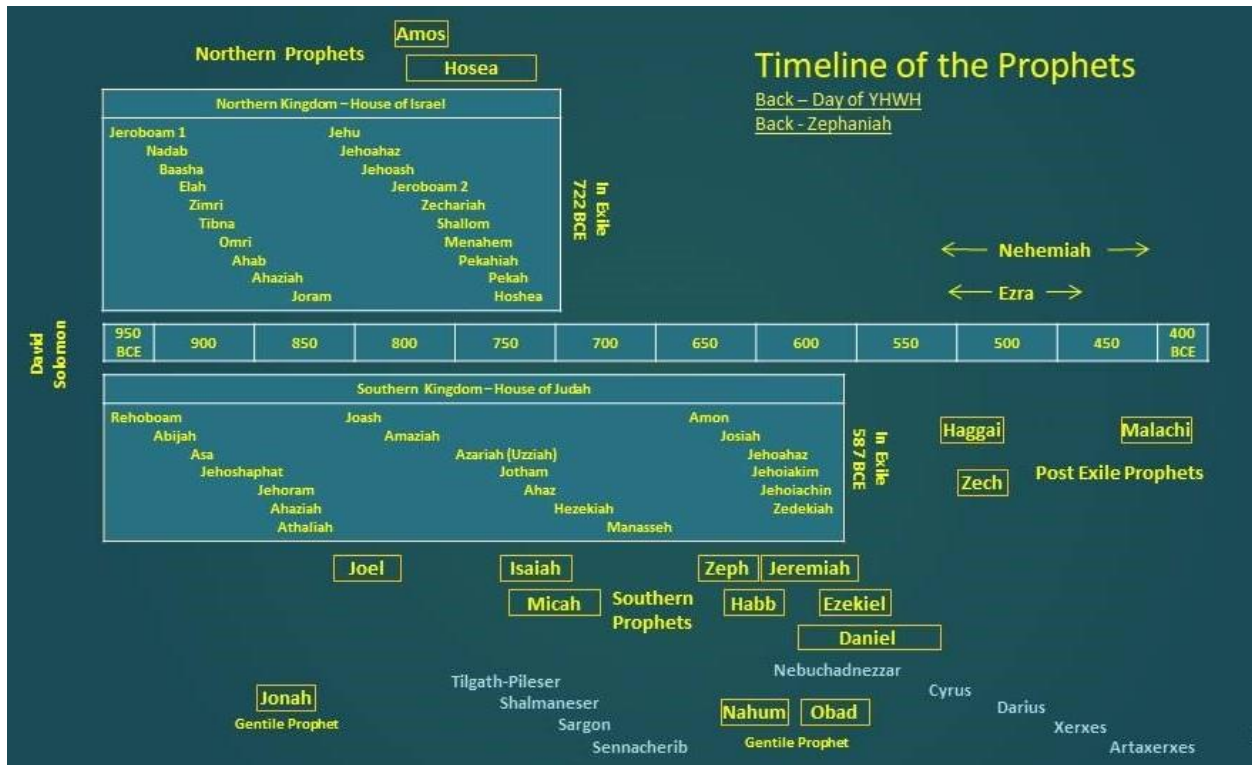 Amos
Northern Prophets
Hosea
Timeline of the Prophets
Back – Day of YHWH
Back - Zephaniah
Northern Kingdom – House of Israel
Jeroboam 1
Nadab
Baasha
Elah
Zimri
Tibna
Omri
Ahab
Ahaziah
Joram
Jehu
Jehoahaz
Jehoash
Jeroboam 2
Zechariah
Shallom
Menahem
Pekahiah
Pekah
Hoshea
In Exile
722 BCE
Nehemiah
Ezra
David
Solomon
950 BCE
900
850
800
750
700
650
600
550
500
450
400 BCE
Southern Kingdom – House of Judah
Rehoboam
Abijah
Asa
Jehoshaphat
Jehoram
Ahaziah
Athaliah
Joash
Amaziah
Azariah (Uzziah)
Jotham
Ahaz
Hezekiah
Manasseh
Amon
Josiah
Jehoahaz
Jehoiakim
Jehoiachin
Zedekiah
In Exile
587 BCE
Haggai
Malachi
Zech
Post Exile Prophets
Joel
Isaiah
Zeph
Jeremiah
Micah
Southern
Prophets
Habb
Ezekiel
Daniel
Nebuchadnezzar
Tilgath-Pileser
Shalmaneser
Sargon
Sennacherib
Cyrus
Darius
Xerxes
Artaxerxes
Jonah
Gentile Prophet
Nahum
Obad
Gentile Prophet